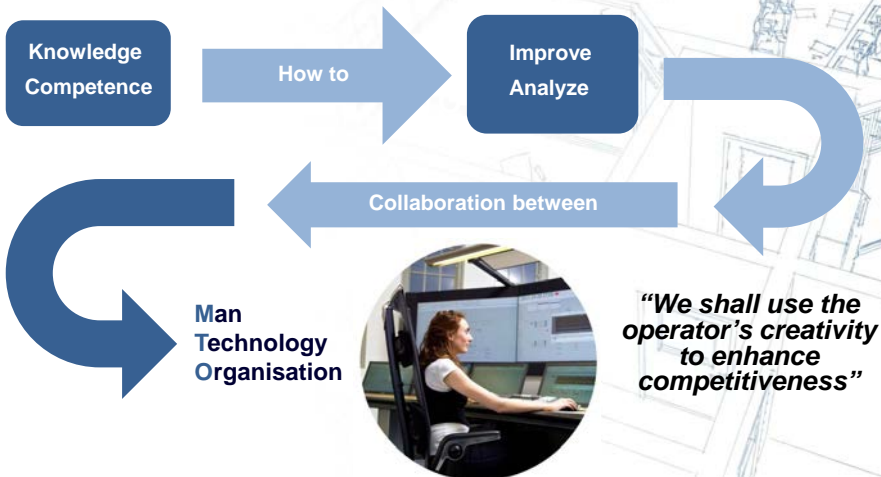 Knowledge
Competence
How to
Improve
Analyze
Collaboration between
Man
Technology
Organisation
“We shall use the
operator’s creativity
to enhance
competitiveness”